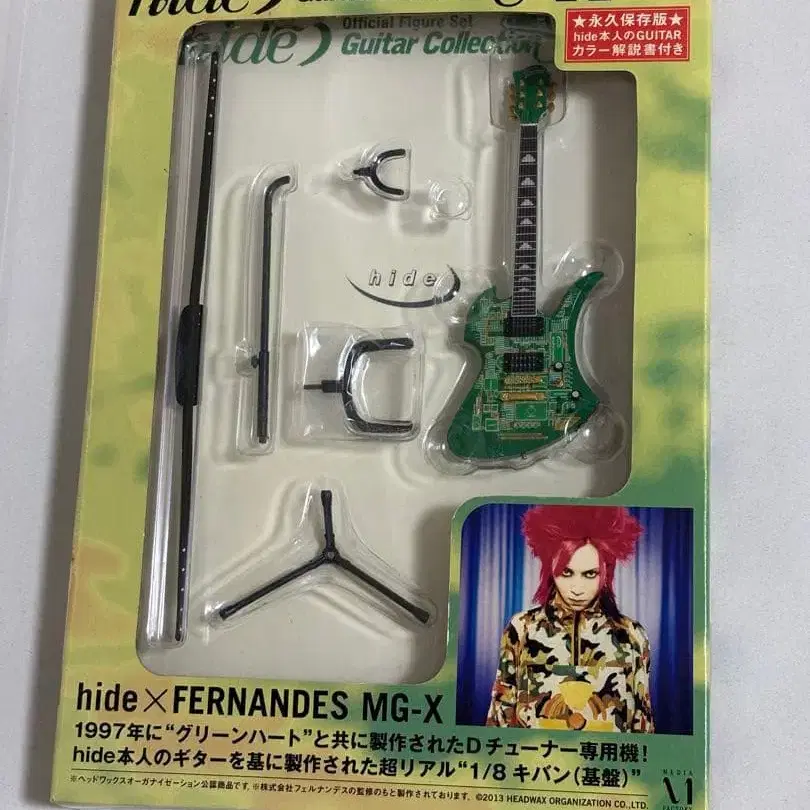 hide
Official Figure Set
hide Guitar Collection
★永久保存版★
hide本人のGUITAR
カラー解説書付き
hide
hide×FERNANDES MG-X
1997年に“グリーンハート”と共に製作されたDチューナー専用機!
hide本人のギターを基に製作された超リアル“1/8 キバン(基盤)”
※ヘッドワックスオーガナイゼーション公認商品です。※株式会社フェルナンデスの監修のもと製作されております。©2013 HEADWAX ORGANIZATION CO., LTD.
MEDIA
FACTORY